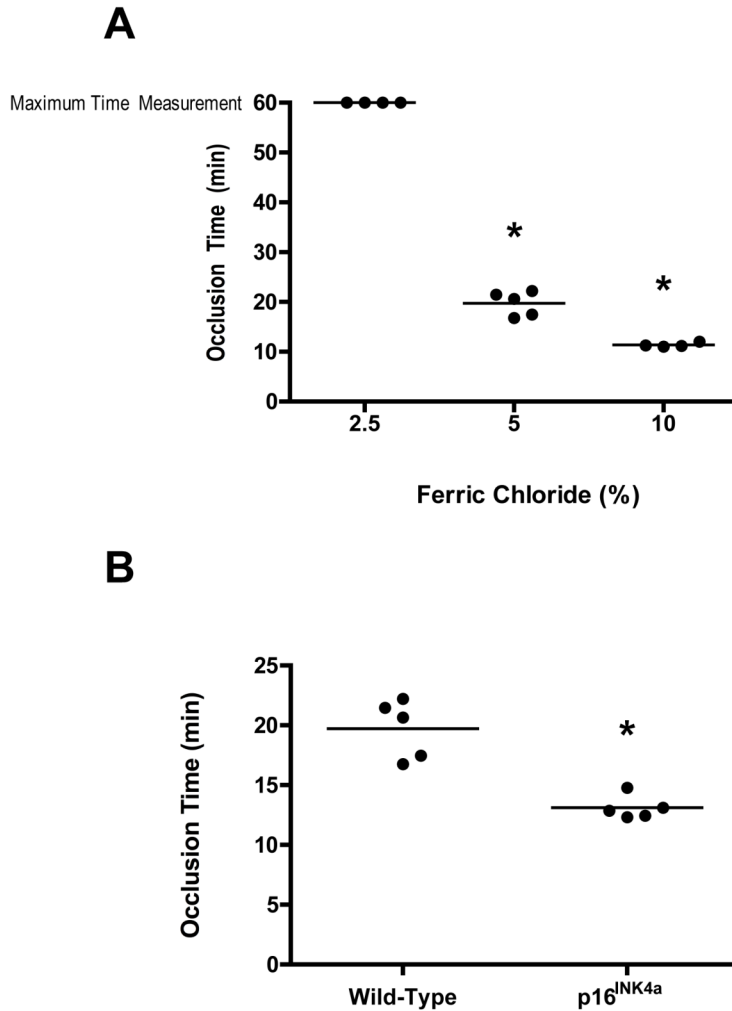 A
Maximum Time Measurement
60
50
40
30
20
10
0
Occlusion Time (min)
*
*
2.5 5 10
Ferric Chloride (%)
B
25
20
15
10
5
0
Occlusion Time (min)
*
Wild-Type p16INK4a